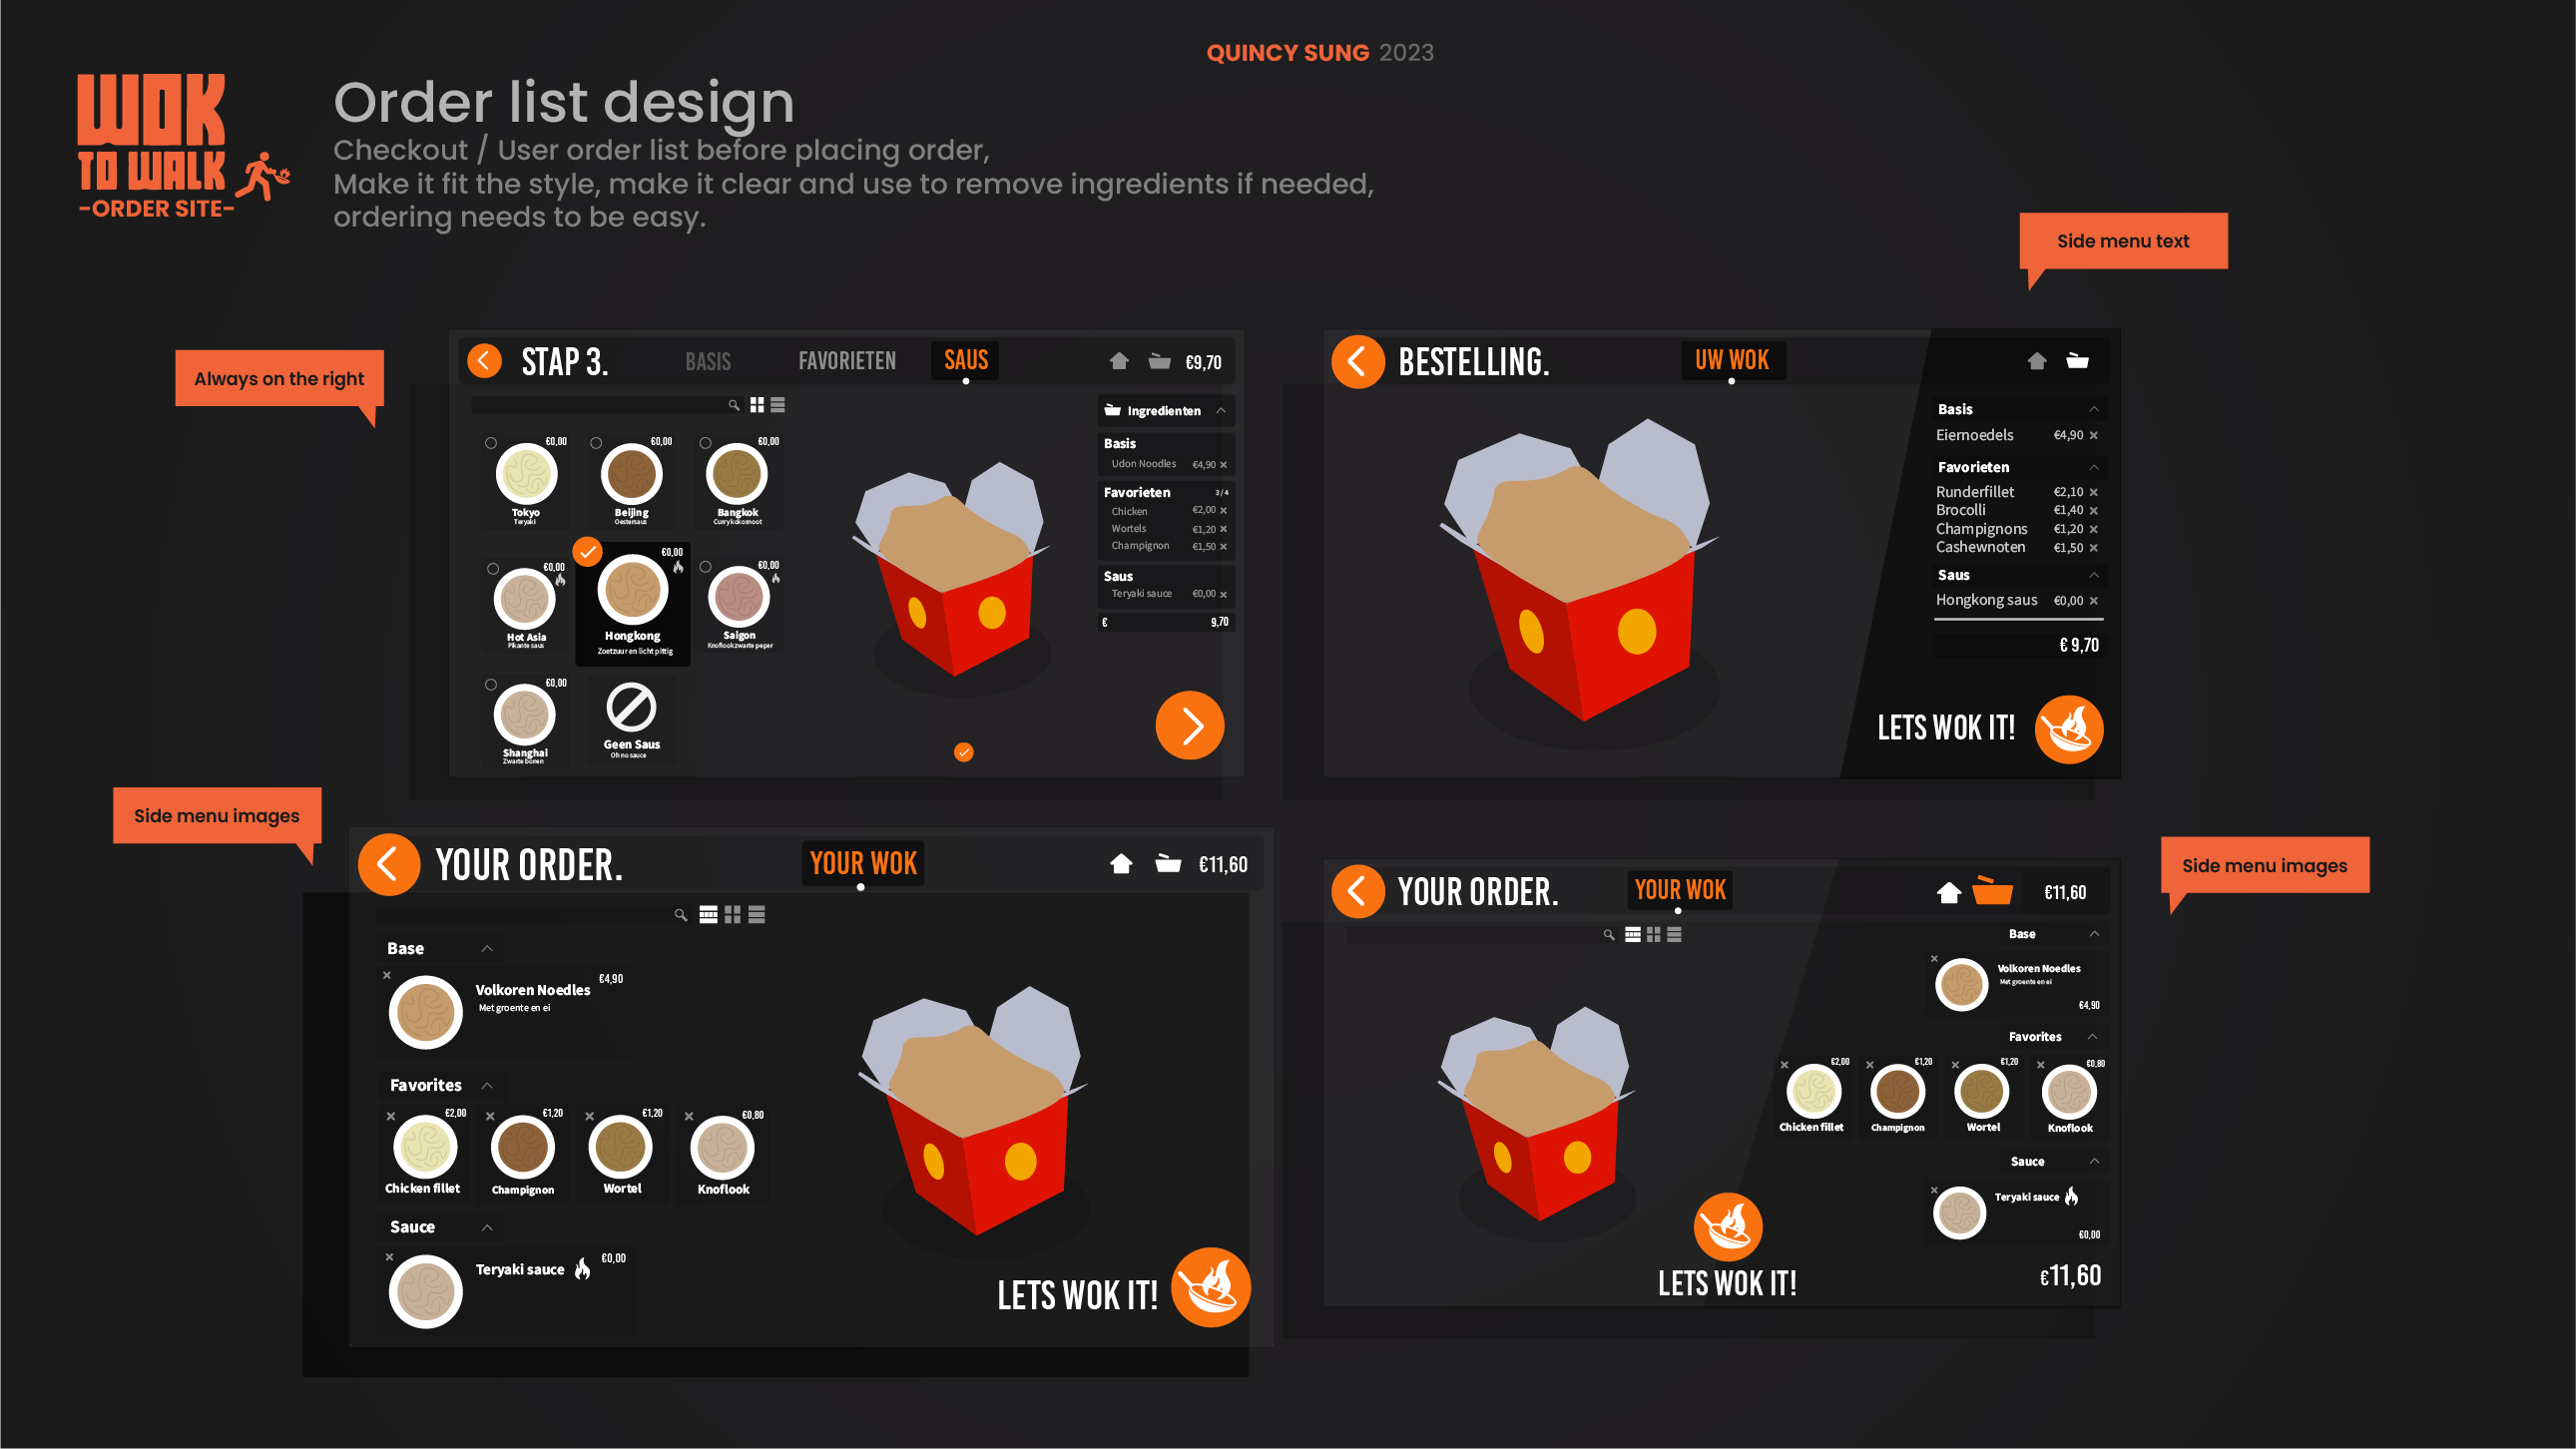 QUINCY SUNG 2023
WOK
TO WALK
-ORDER SITE-
Order list design
Checkout / User order list before placing order,
Make it fit the style, make it clear and use to remove ingredients if needed,
ordering needs to be easy.
Side menu text
Always on the right
STAP 3.
BASIS
FAVORIETEN
SAUS
€9,70
Ingredienten
€0,00
€0,00
€0,00
Tokyo
Teryaki
Beijing
Oestersaus
Bangkok
Curry kokosnoot
Basis
Udon Noodles €4,90 ×
Favorieten 3/4
Chicken €2,00 ×
Wortels €1,20 ×
Champignon €1,50 ×
Saus
Teryaki sauce €0,00 ×
€ 9,70
€0,00
€0,00
€0,00
Hot Asia
Pikante saus
Hongkong
Zoetzuur en licht pittig
Saigon
Knoflook zwarte peper
€0,00
Shanghai
Zwarte bonen
Geen Saus
Oh no sauce
BESTELLING.
UW WOK
Basis
Eiernoedels €4,90 ×
Favorieten
Runderfillet €2,10 ×
Brocolli €1,40 ×
Champignons €1,20 ×
Cashewnoten €1,50 ×
Saus
Hongkong saus €0,00 ×
€ 9,70
LETS WOK IT!
Side menu images
YOUR ORDER.
YOUR WOK
€11,60
Base
Volkoren Noedles €4,90
Met groente en ei
Favorites
€2,00
€1,20
€1,20
€0,80
Chicken fillet
Champignon
Wortel
Knoflook
Sauce
Teryaki sauce €0,00
LETS WOK IT!
Side menu images
YOUR ORDER.
YOUR WOK
€11,60
Base
Volkoren Noedles
Met groente en ei
€4,90
Favorites
€2,00
€1,20
€1,20
€0,80
Chicken fillet
Champignon
Wortel
Knoflook
Sauce
Teryaki sauce
€0,00
LETS WOK IT!
€11,60